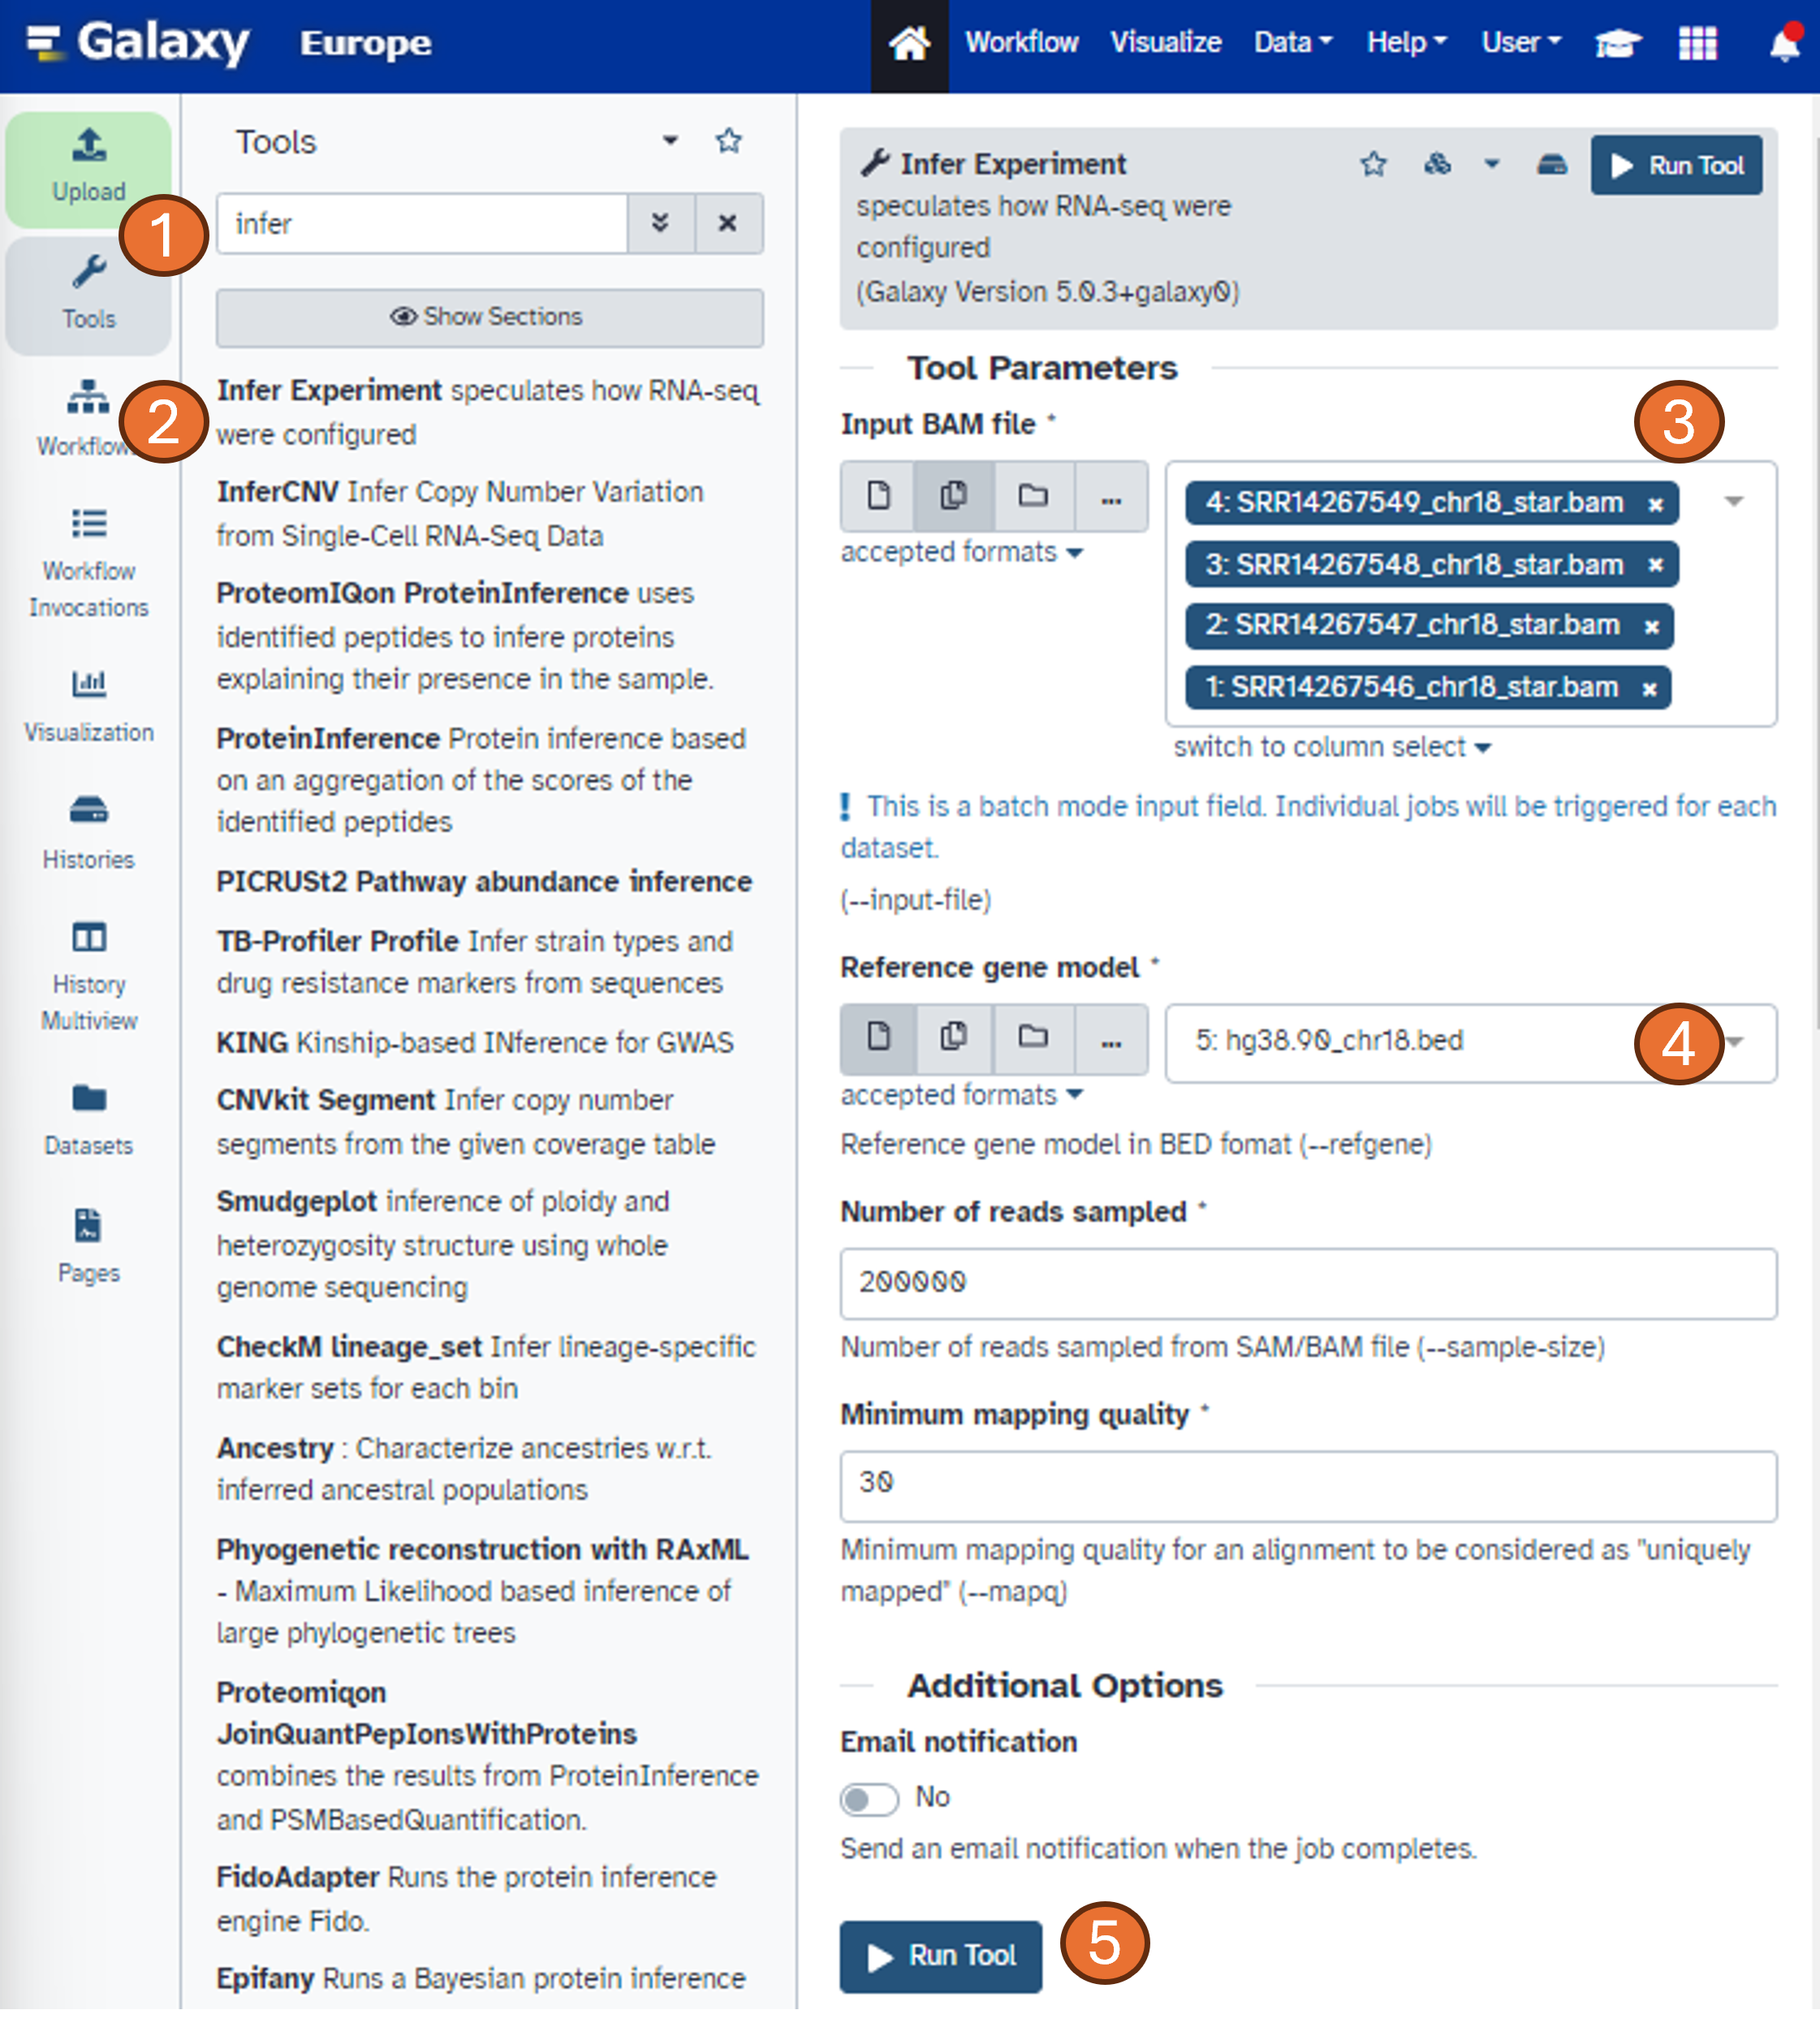 Galaxy Europe
Workflow Visualize Data Help User
Upload
Tools
Workflows
Workflow
Invocations
Visualization
Histories
History
Multiview
Datasets
Pages
1
2
Tools
infer
Show Sections
Infer Experiment speculates how RNA-seq
were configured
InferCNV Infer Copy Number Variation
from Single-Cell RNA-Seq Data
ProteomIQon ProteinInference uses
identified peptides to infere proteins
explaining their presence in the sample.
ProteinInference Protein inference based
on an aggregation of the scores of the
identified peptides
PICRUSt2 Pathway abundance inference
TB-Profiler Profile Infer strain types and
drug resistance markers from sequences
KING Kinship-based INference for GWAS
CNVkit Segment Infer copy number
segments from the given coverage table
Smudgeplot inference of ploidy and
heterozygosity structure using whole
genome sequencing
CheckM lineage_set Infer lineage-specific
marker sets for each bin
Ancestry : Characterize ancestries w.r.t.
inferred ancestral populations
Phyogenetic reconstruction with RAxML
- Maximum Likelihood based inference of
large phylogenetic trees
Proteomiqon
JoinQuantPepIonsWithProteins
combines the results from ProteinInference
and PSMBasedQuantification.
FidoAdapter Runs the protein inference
engine Fido.
Epifany Runs a Bayesian protein inference
Infer Experiment
speculates how RNA-seq were
configured
(Galaxy Version 5.0.3+galaxy0)
Run Tool
Tool Parameters
Input BAM file *
3
...
accepted formats
4: SRR14267549_chr18_star.bam ×
3: SRR14267548_chr18_star.bam ×
2: SRR14267547_chr18_star.bam ×
1: SRR14267546_chr18_star.bam ×
switch to column select
! This is a batch mode input field. Individual jobs will be triggered for each
dataset.
(--input-file)
Reference gene model *
...
5: hg38.90_chr18.bed
4
accepted formats
Reference gene model in BED fomat (--refgene)
Number of reads sampled *
200000
Number of reads sampled from SAM/BAM file (--sample-size)
Minimum mapping quality *
30
Minimum mapping quality for an alignment to be considered as "uniquely
mapped" (--mapq)
Additional Options
Email notification
No
Send an email notification when the job completes.
Run Tool
5